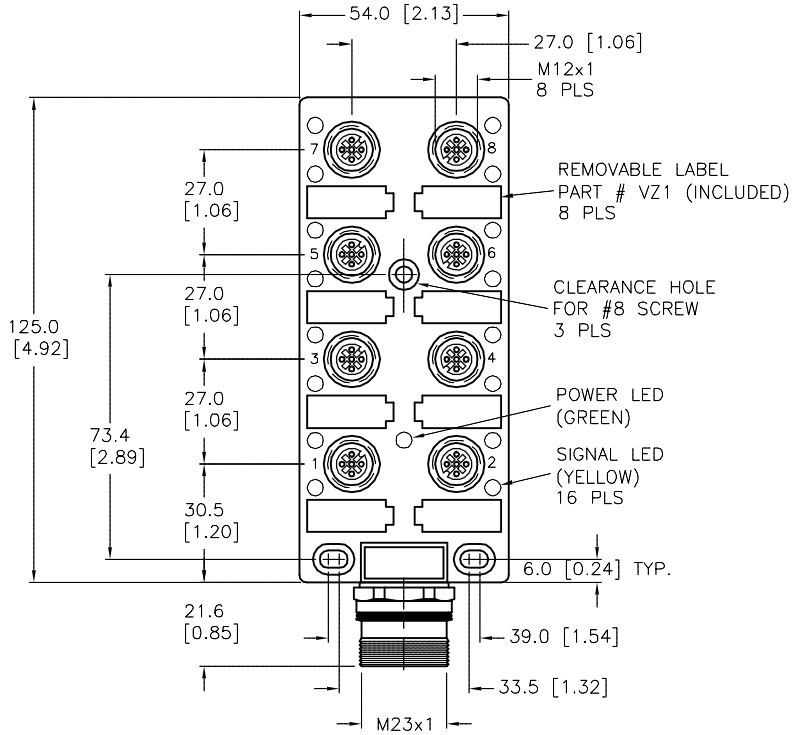 54.0 [2.13]
27.0 [1.06]
M12x1
8 PLS
7
8
REMOVABLE LABEL
PART # VZ1 (INCLUDED)
8 PLS
27.0
[1.06]
5
6
CLEARANCE HOLE
FOR #8 SCREW
3 PLS
27.0
[1.06]
125.0
[4.92]
3
4
POWER LED
(GREEN)
27.0
[1.06]
73.4
[2.89]
1
2
SIGNAL LED
(YELLOW)
16 PLS
30.5
[1.20]
6.0 [0.24] TYP.
21.6
[0.85]
39.0 [1.54]
33.5 [1.32]
M23x1